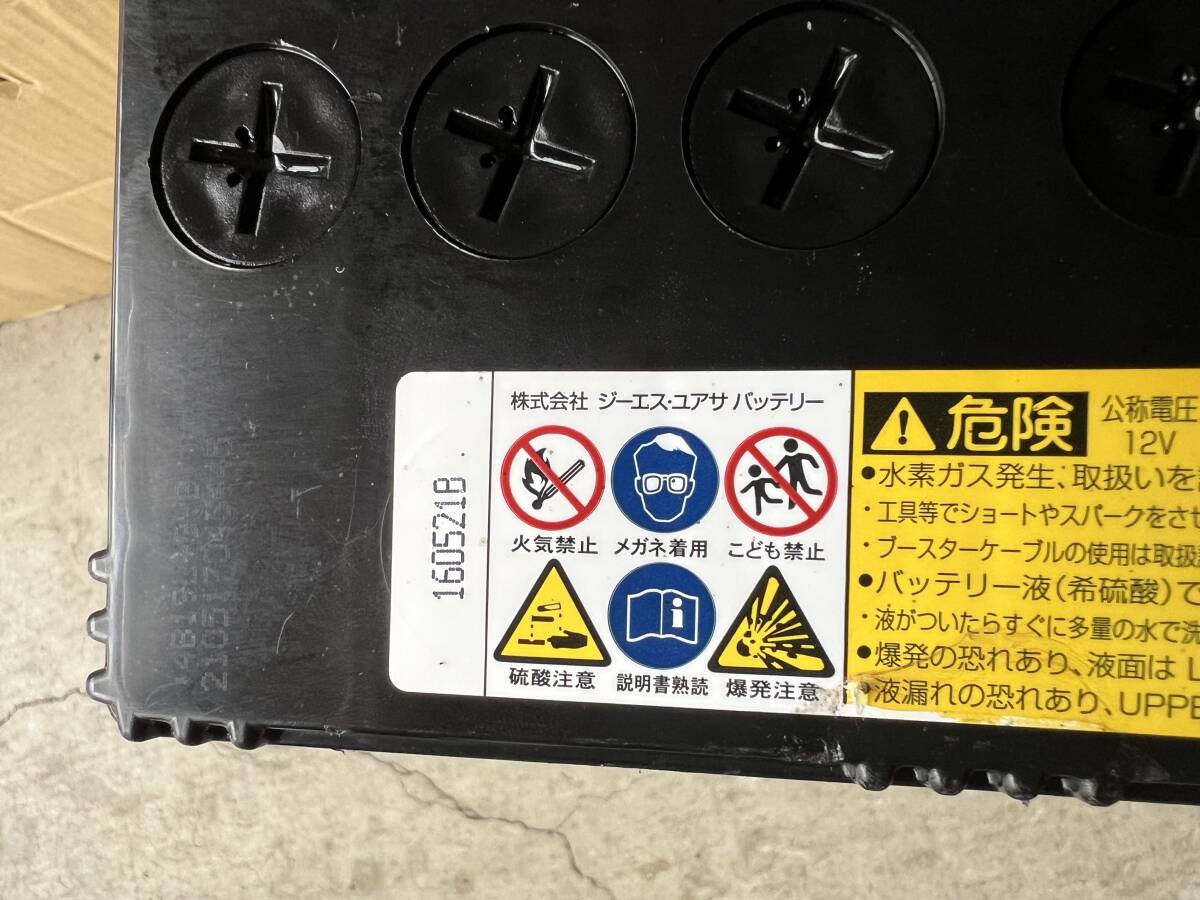 160521B
株式会社 ジーエス・ユアサ バッテリー
火気禁止 メガネ着用 こども禁止
硫酸注意 説明書熟読 爆発注意
危険 公称電圧
12V
●水素ガス発生、取扱いを
・工具等でショートやスパークをさせ
・ブースターケーブルの使用は取扱
●バッテリー液(希硫酸)で
・液がついたらすぐに多量の水で洗
●爆発の恐れあり、液面は L
●液漏れの恐れあり、UPPE